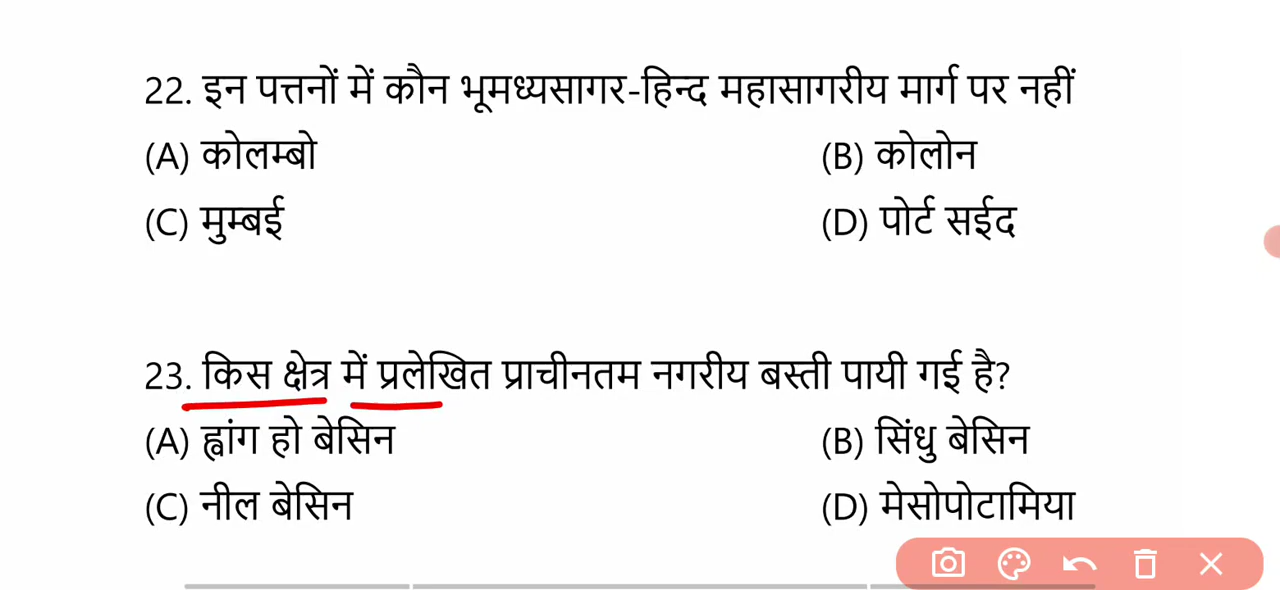 22. इन पत्तनों में कौन भूमध्यसागर-हिन्द महासागरीय मार्ग पर नहीं
(A) कोलम्बो (B) कोलोन
(C) मुम्बई (D) पोर्ट सईद
23. किस क्षेत्र में प्रलेखित प्राचीनतम नगरीय बस्ती पायी गई है?
(A) ह्वांग हो बेसिन (B) सिंधु बेसिन
(C) नील बेसिन (D) मेसोपोटामिया